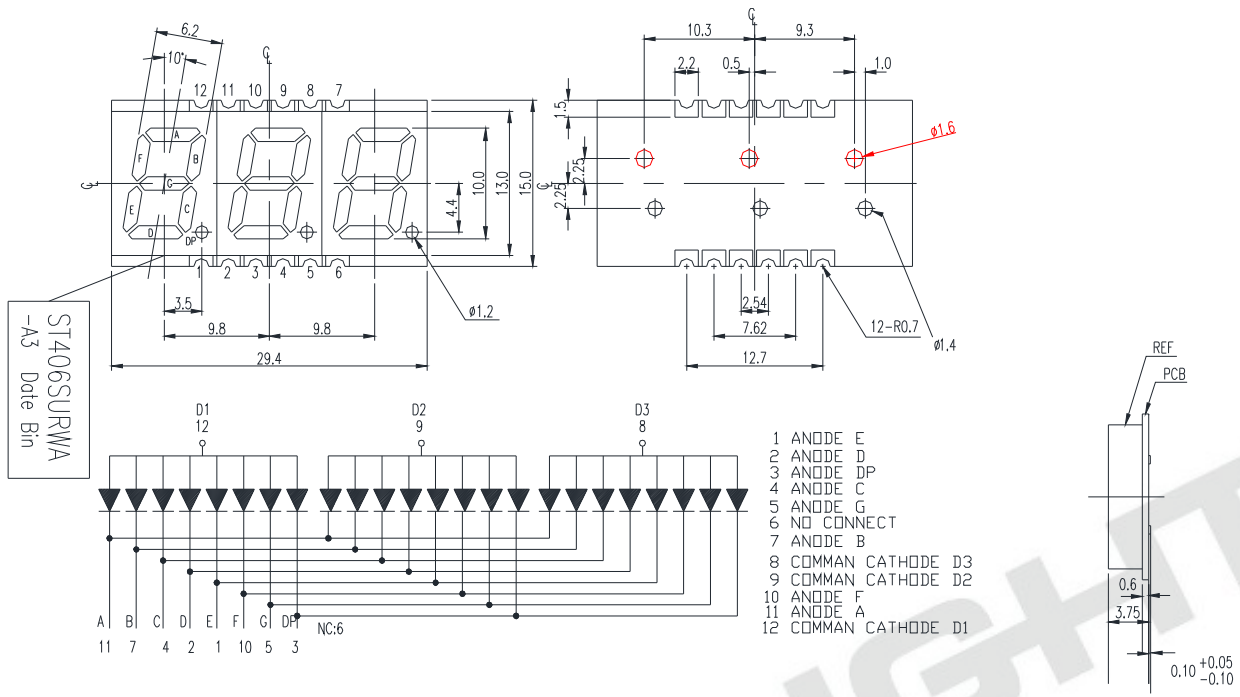 6.2
10°
12 11 10 9 8 7
A
F B
G
E C
D DP
1 2 3 4 5 6
3.5
9.8 9.8
29.4
4.4
10.0
13.0
15.0
ø1.2
10.3 9.3
2.2 0.5 1.0
1.5
2.25
2.25
ø1.6
2.54
7.62
12.7
12-R0.7
ø1.4
ST406SURWA
-A3 Date Bin
D1 D2 D3
12 9 8
A B C D E F G DP NC:6
11 7 4 2 1 10 5 3
1 ANODE E
2 ANODE D
3 ANODE DP
4 ANODE C
5 ANODE G
6 NO CONNECT
7 ANODE B
8 COMMAN CATHODE D3
9 COMMAN CATHODE D2
10 ANODE F
11 ANODE A
12 COMMAN CATHODE D1
REF
PCB
0.6
3.75
0.10 +0.05
-0.10